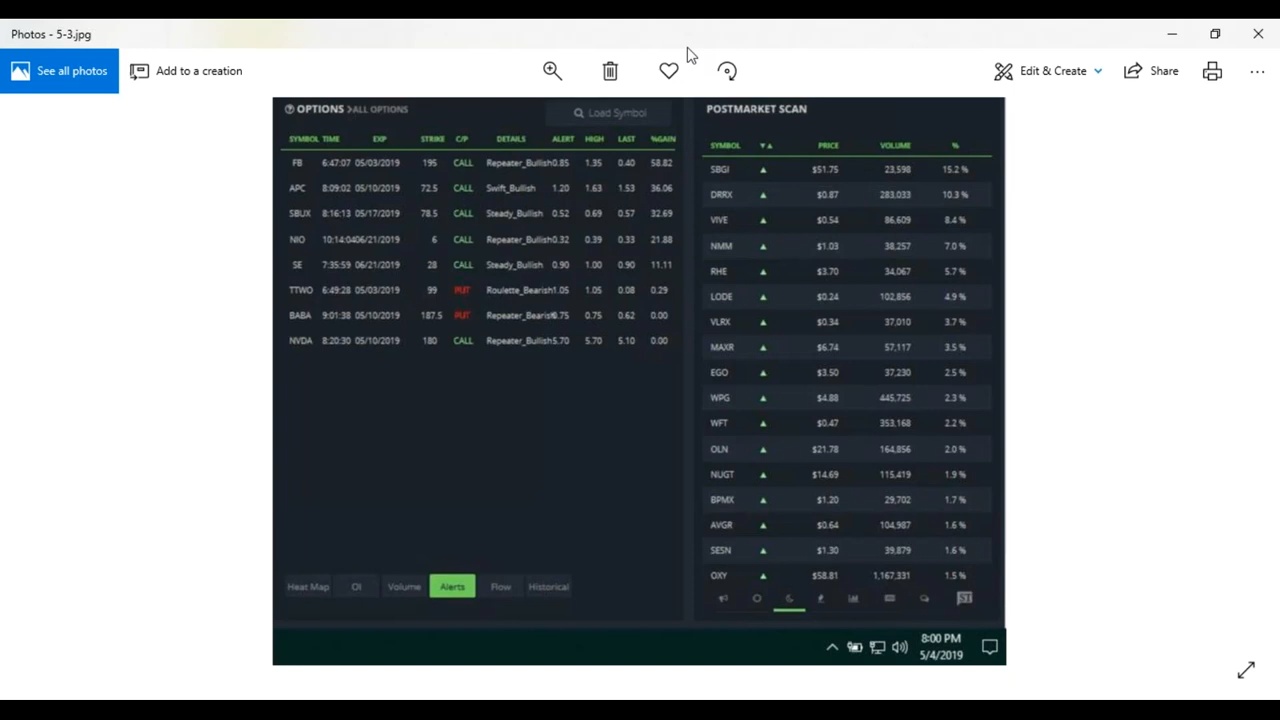 Photos - 5-3.jpg
See all photos
Add to a creation
Edit & Create
Share
OPTIONS >ALL OPTIONS
Load Symbol
SYMBOL TIME EXP STRIKE C/P DETAILS ALERT HIGH LAST %GAIN
FB 6:47:07 05/03/2019 195 CALL Repeater_Bullish0.85 1.35 0.40 58.82
APC 8:09:02 05/10/2019 72.5 CALL Swift_Bullish 1.20 1.63 1.53 36.06
SBUX 8:16:13 05/17/2019 78.5 CALL Steady_Bullish 0.52 0.69 0.57 32.69
NIO 10:14:0406/21/2019 6 CALL Repeater_Bullish0.32 0.39 0.33 21.88
SE 7:35:59 06/21/2019 28 CALL Steady_Bullish 0.90 1.00 0.90 11.11
TTWO 6:49:28 05/03/2019 99 PUT Roulette_Bearish1.05 1.05 0.08 0.29
BABA 9:01:38 05/10/2019 187.5 PUT Repeater_Bearish0.75 0.75 0.62 0.00
NVDA 8:20:30 05/10/2019 180 CALL Repeater_Bullish5.70 5.70 5.10 0.00
Heat Map OI Volume Alerts Flow Historical
POSTMARKET SCAN
SYMBOL ▼▲ PRICE VOLUME %
SBGI ▲ $51.75 23,598 15.2 %
DRRX ▲ $0.87 283,033 10.3 %
VIVE ▲ $0.54 86,609 8.4 %
NMM ▲ $1.03 38,257 7.0 %
RHE ▲ $3.70 34,067 5.7 %
LODE ▲ $0.24 102,856 4.9 %
VLRX ▲ $0.34 37,010 3.7 %
MAXR ▲ $6.74 57,117 3.5 %
EGO ▲ $3.50 37,230 2.5 %
WPG ▲ $4.88 445,725 2.3 %
WFT ▲ $0.47 353,168 2.2 %
OLN ▲ $21.78 164,856 2.0 %
NUGT ▲ $14.69 115,419 1.9 %
BPMX ▲ $1.20 29,702 1.7 %
AVGR ▲ $0.64 104,987 1.6 %
SESN ▲ $1.30 39,879 1.6 %
OXY ▲ $58.81 1,167,331 1.5 %
ST
8:00 PM
5/4/2019